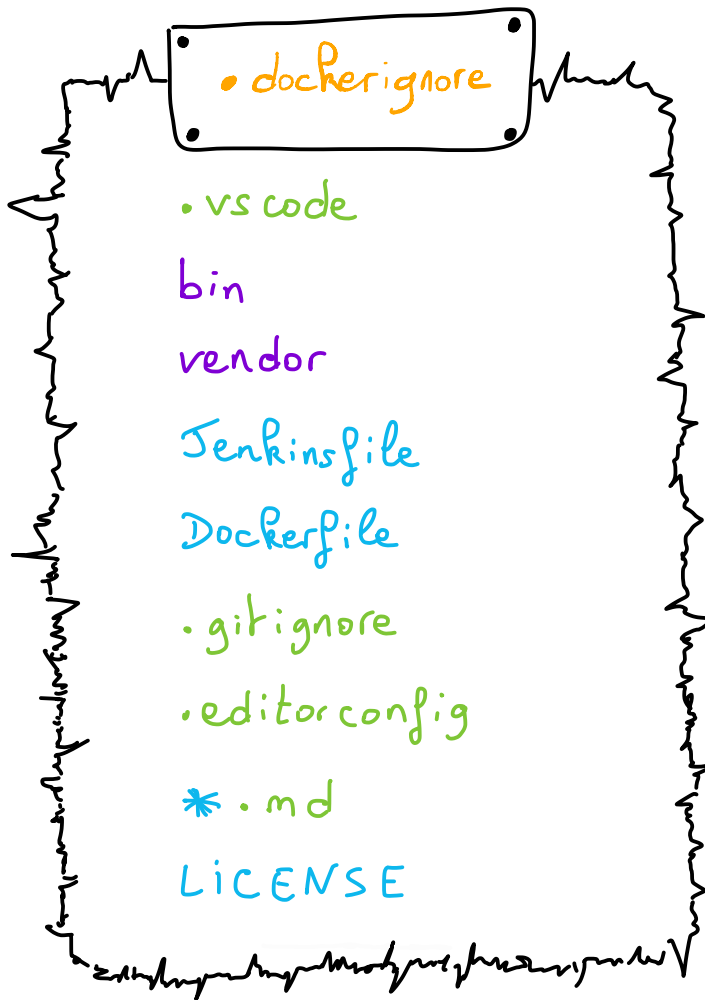 .dockerignore
.vscode
bin
vendor
Jenkinsfile
Dockerfile
.gitignore
.editorconfig
*.md
LiCENSE